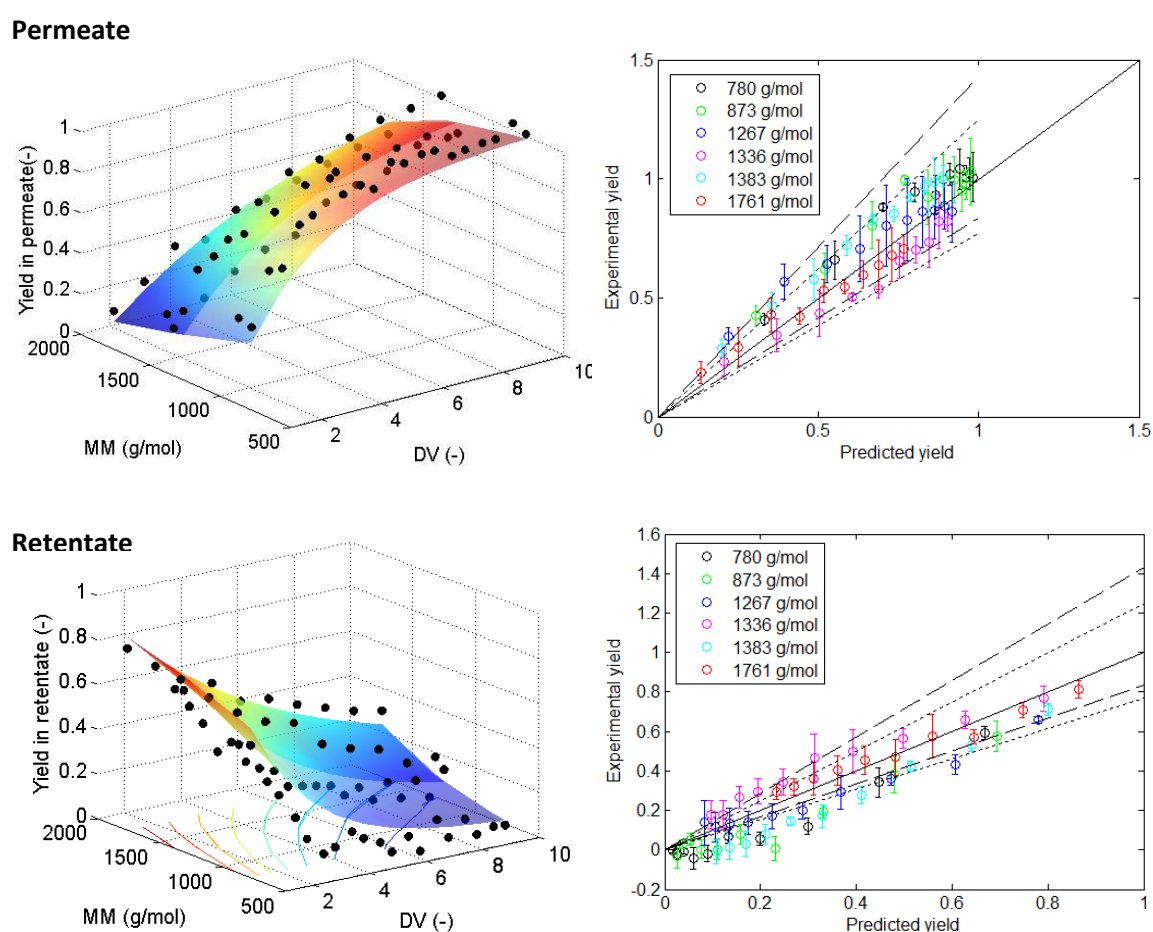 Permeate
1
0.8
0.6
0.4
0.2
0
Yield in permeate(-)
2000
1500
1000
500
MM (g/mol)
2
4
6
8
10
DV (-)
1.5
1
0.5
0
Experimental yield
780 g/mol
873 g/mol
1267 g/mol
1336 g/mol
1383 g/mol
1761 g/mol
0
0.5
1
1.5
Predicted yield
Retentate
1
0.8
0.6
0.4
0.2
0
Yield in retentate (-)
2000
1500
1000
500
MM (g/mol)
2
4
6
8
10
DV (-)
1.6
1.4
1.2
1
0.8
0.6
0.4
0.2
0
-0.2
Experimental yield
780 g/mol
873 g/mol
1267 g/mol
1336 g/mol
1383 g/mol
1761 g/mol
0
0.2
0.4
0.6
0.8
1
Predicted yield